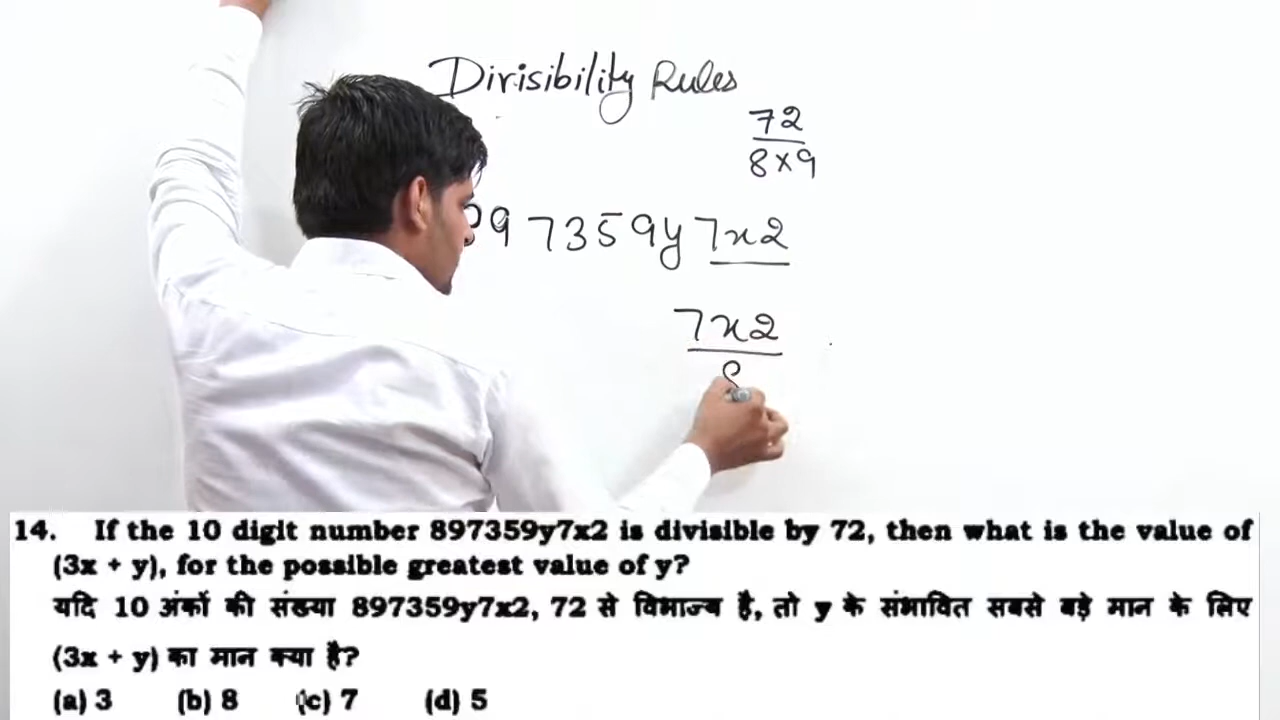 Divisibility Rules
72
8×9
97359y7x2
7x2
8
14. If the 10 digit number 897359y7x2 is divisible by 72, then what is the value of
(3x + y), for the possible greatest value of y?
यदि 10 अंकों की संख्या 897359y7x2, 72 से विभाज्य है, तो y के संभावित सबसे बड़े मान के लिए
(3x + y) का मान क्या है?
(a) 3 (b) 8 (c) 7 (d) 5